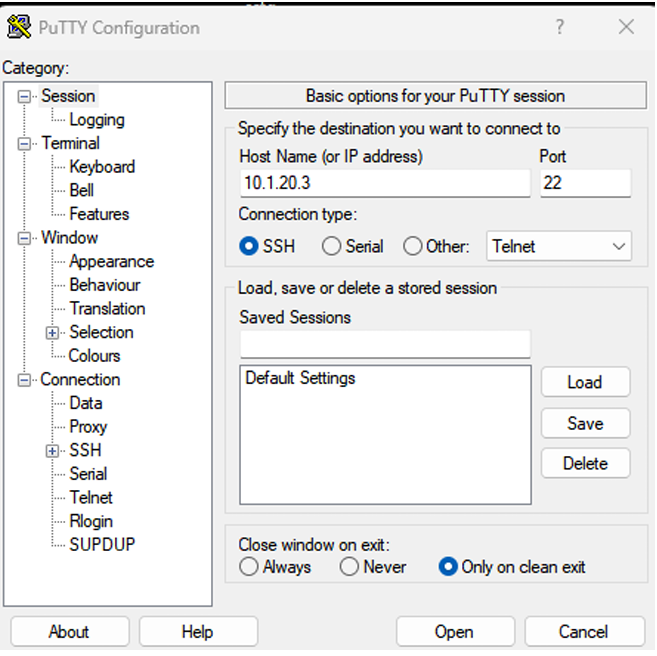 PuTTY Configuration
?
Category:
Session
Logging
Terminal
Keyboard
Bell
Features
Window
Appearance
Behaviour
Translation
Selection
Colours
Connection
Data
Proxy
SSH
Serial
Telnet
Rlogin
SUPDUP
Basic options for your PuTTY session
Specify the destination you want to connect to
Host Name (or IP address) Port
10.1.20.3 22
Connection type:
SSH Serial Other: Telnet
Load, save or delete a stored session
Saved Sessions
Default Settings
Load
Save
Delete
Close window on exit:
Always Never Only on clean exit
About Help Open Cancel